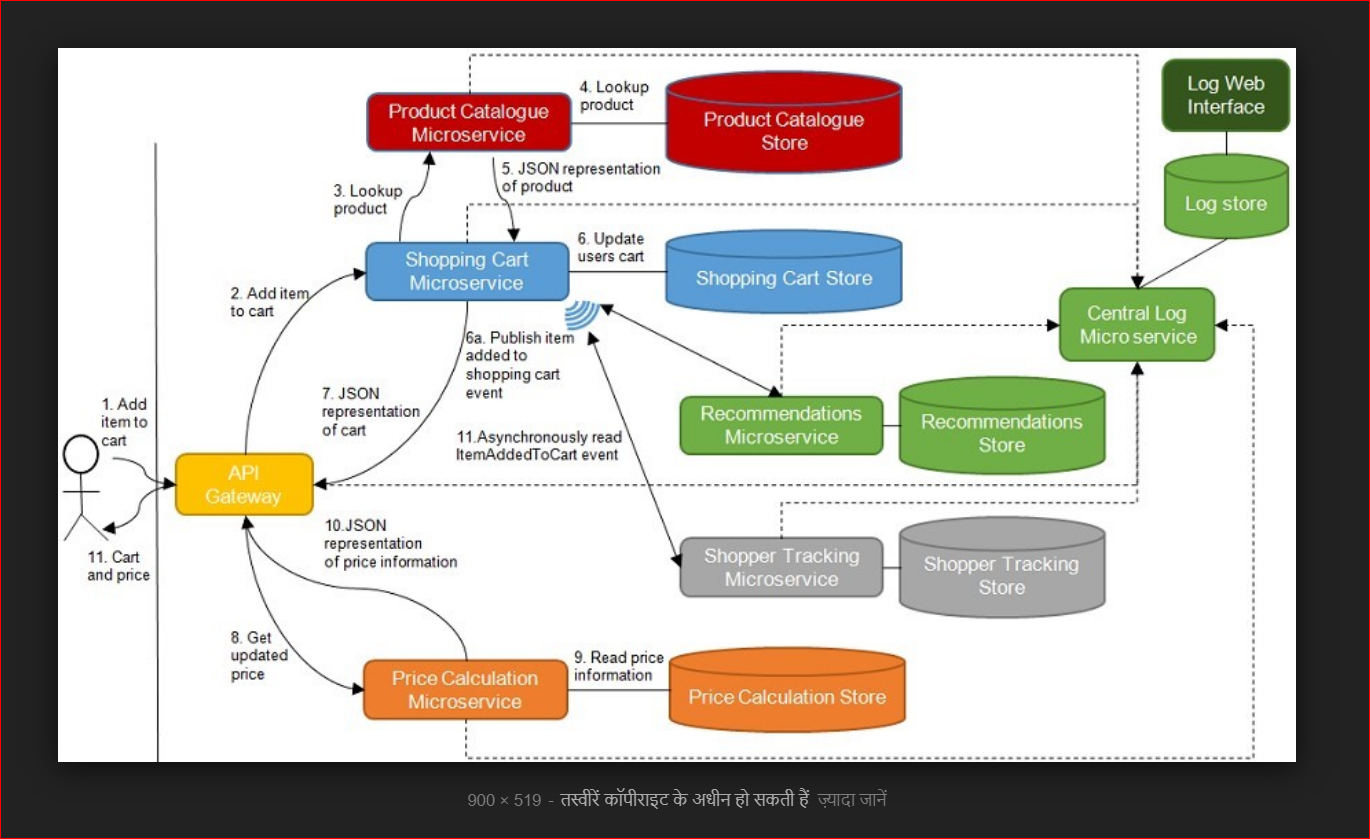 Product Catalogue
Microservice
4. Lookup
product
Product Catalogue
Store
Log Web
Interface
3. Lookup
product
5. JSON representation
of product
Log store
Shopping Cart
Microservice
6. Update
users cart
Shopping Cart Store
2. Add item
to cart
Central Log
Microservice
6a. Publish item
added to
shopping cart
event
7. JSON
representation
of cart
1. Add
item to
cart
Recommendations
Microservice
Recommendations
Store
11.Asynchronously read
ItemAddedToCart event
API
Gateway
10.JSON
representation
of price information
11. Cart
and price
Shopper Tracking
Microservice
Shopper Tracking
Store
8. Get
updated
price
Price Calculation
Microservice
9. Read price
information
Price Calculation Store
900 × 519 - तस्वीरें कॉपीराइट के अधीन हो सकती हैं ज़्यादा जानें